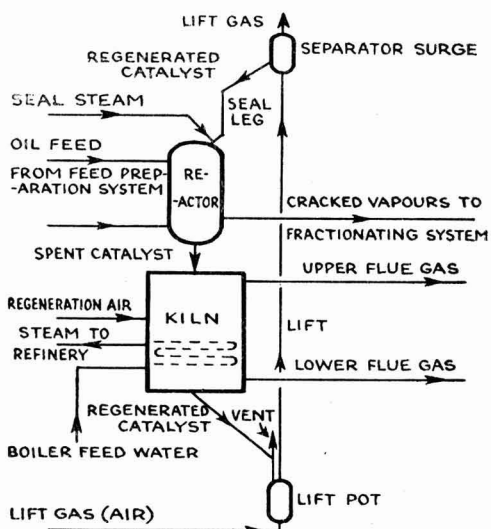 LIFT GAS
SEPARATOR SURGE
REGENERATED
CATALYST
SEAL STEAM
SEAL
LEG
OIL FEED
FROM FEED PREP-
-ARATION SYSTEM
RE-
-ACTOR
CRACKED VAPOURS TO
FRACTIONATING SYSTEM
SPENT CATALYST
UPPER FLUE GAS
REGENERATION AIR
KILN
STEAM TO
REFINERY
LIFT
LOWER FLUE GAS
REGENERATED
CATALYST
VENT
BOILER FEED WATER
LIFT POT
LIFT GAS (AIR)